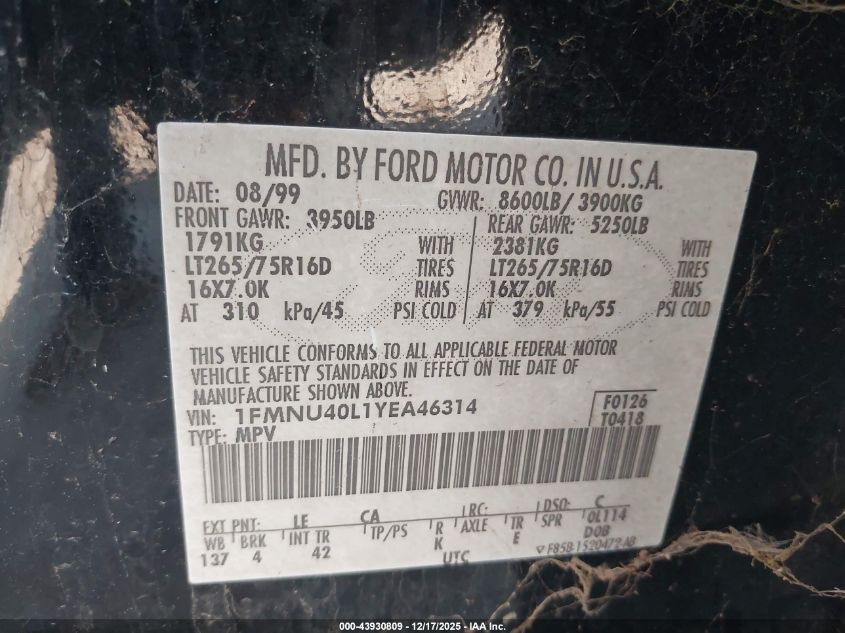 MFD. BY FORD MOTOR CO. IN U.S.A.
DATE: 08/99 GVWR: 8600LB/ 3900KG
FRONT GAWR: 3950LB REAR GAWR: 5250LB
1791KG WITH 2381KG WITH
LT265/75R16D TIRES LT265/75R16D TIRES
16X7.0K RIMS 16X7.0K RIMS
AT 310 kPa/45 PSI COLD AT 379 kPa/55 PSI COLD
THIS VEHICLE CONFORMS TO ALL APPLICABLE FEDERAL MOTOR
VEHICLE SAFETY STANDARDS IN EFFECT ON THE DATE OF
MANUFACTURE SHOWN ABOVE.
VIN: 1FMNU40L1YEA46314 F0126
TYPE: MPV T0418
EXT PNT: LE CA RC: DSO: C
WB BRK INT TR TP/PS R AXLE TR SPR 0L114
137 4 42 K E D0B
UTC F85B-1520472-AB
000-43930809 - 12/17/2025 - IAA Inc.